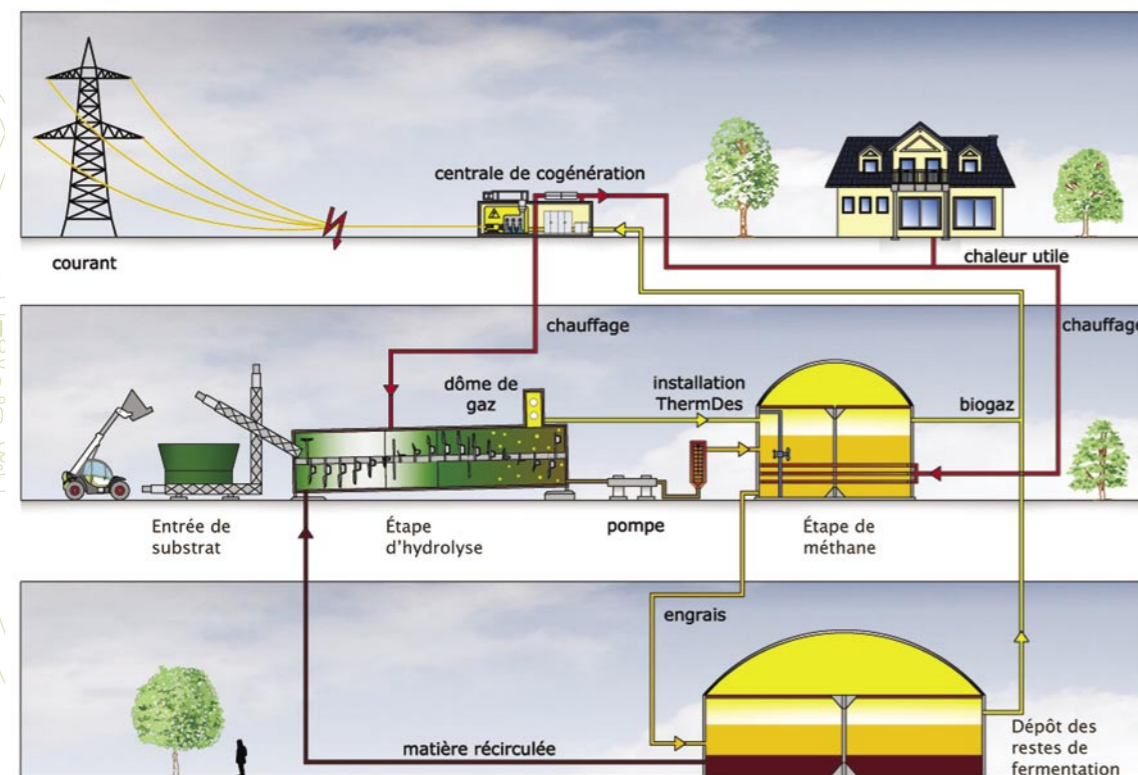 centrale de cogénération
courant
chaleur utile
chauffage
chauffage
dôme de
gaz
installation
ThermDes
biogaz
Entrée de
substrat
Étape
d'hydrolyse
pompe
Étape de
méthane
engrais
matière récirculée
Dépôt des
restes de
fermentation